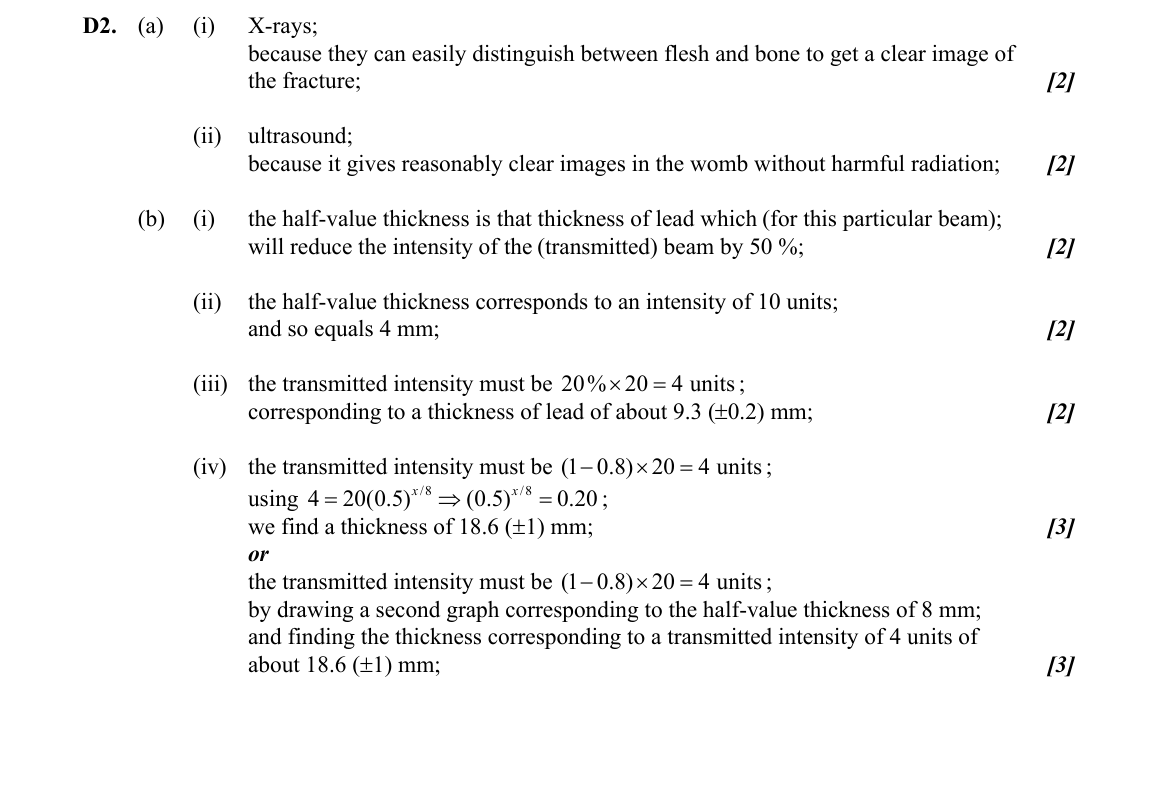 D2. (a) (i) X-rays;
because they can easily distinguish between flesh and bone to get a clear image of
the fracture; [2]
(ii) ultrasound;
because it gives reasonably clear images in the womb without harmful radiation; [2]
(b) (i) the half-value thickness is that thickness of lead which (for this particular beam);
will reduce the intensity of the (transmitted) beam by 50 %; [2]
(ii) the half-value thickness corresponds to an intensity of 10 units;
and so equals 4 mm; [2]
(iii) the transmitted intensity must be 20%×20 = 4 units;
corresponding to a thickness of lead of about 9.3 (±0.2) mm; [2]
(iv) the transmitted intensity must be (1−0.8)×20 = 4 units;
using 4 = 20(0.5)^{x/8} ⇒ (0.5)^{x/8} = 0.20;
we find a thickness of 18.6 (±1) mm; [3]
or
the transmitted intensity must be (1−0.8)×20 = 4 units;
by drawing a second graph corresponding to the half-value thickness of 8 mm;
and finding the thickness corresponding to a transmitted intensity of 4 units of
about 18.6 (±1) mm; [3]